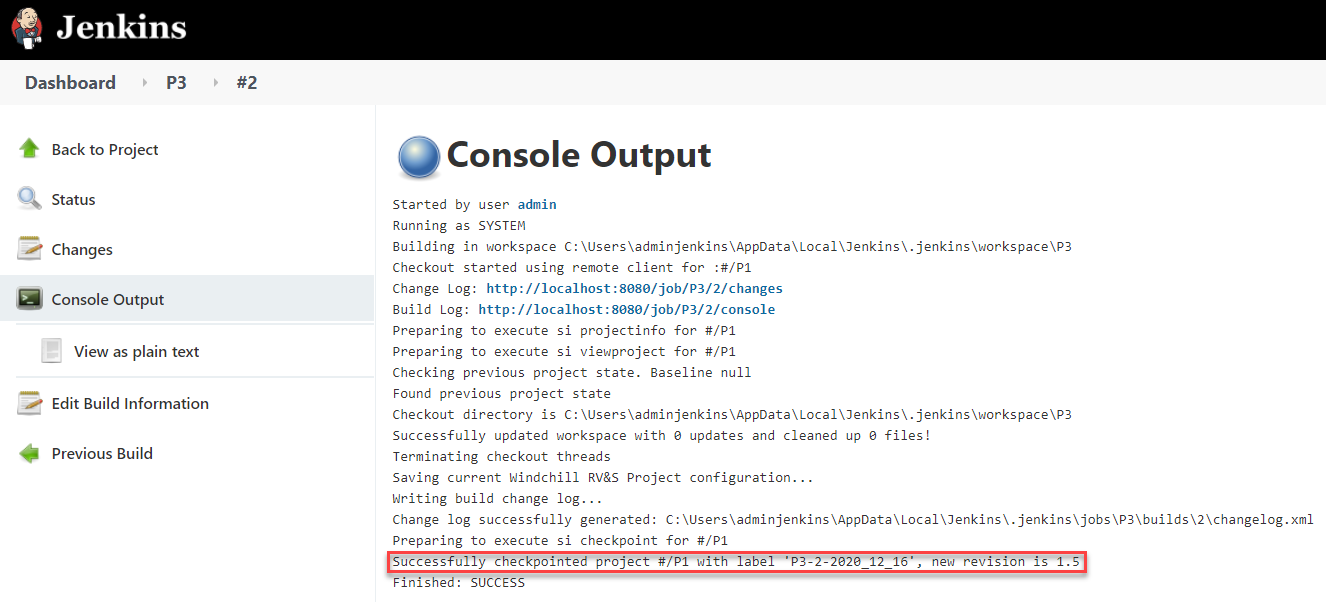 Jenkins
Dashboard
P3
#2
Back to Project
Status
Changes
Console Output
View as plain text
Edit Build Information
Previous Build
Console Output
Started by user admin
Running as SYSTEM
Building in workspace C:\Users\adminjenkins\AppData\Local\Jenkins\.jenkins\workspace\P3
Checkout started using remote client for :#/P1
Change Log: http://localhost:8080/job/P3/2/changes
Build Log: http://localhost:8080/job/P3/2/console
Preparing to execute si projectinfo for #/P1
Preparing to execute si viewproject for #/P1
Checking previous project state. Baseline null
Found previous project state
Checkout directory is C:\Users\adminjenkins\AppData\Local\Jenkins\.jenkins\workspace\P3
Successfully updated workspace with 0 updates and cleaned up 0 files!
Terminating checkout threads
Saving current Windchill RV&S Project configuration...
Writing build change log...
Change log successfully generated: C:\Users\adminjenkins\AppData\Local\Jenkins\.jenkins\jobs\P3\builds\2\changelog.xml
Preparing to execute si checkpoint for #/P1
Successfully checkpointed project #/P1 with label 'P3-2-2020_12_16', new revision is 1.5
Finished: SUCCESS